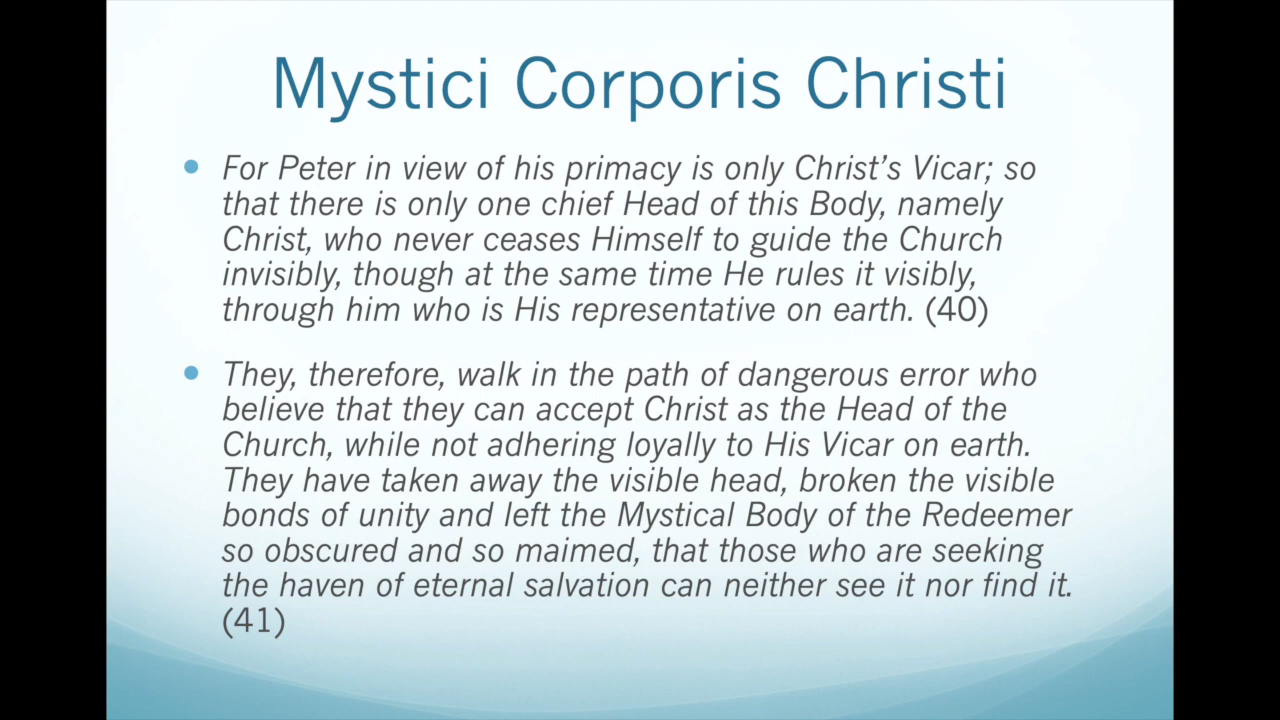 Mystici Corporis Christi
• For Peter in view of his primacy is only Christ’s Vicar; so
that there is only one chief Head of this Body, namely
Christ, who never ceases Himself to guide the Church
invisibly, though at the same time He rules it visibly,
through him who is His representative on earth. (40)
• They, therefore, walk in the path of dangerous error who
believe that they can accept Christ as the Head of the
Church, while not adhering loyally to His Vicar on earth.
They have taken away the visible head, broken the visible
bonds of unity and left the Mystical Body of the Redeemer
so obscured and so maimed, that those who are seeking
the haven of eternal salvation can neither see it nor find it.
(41)